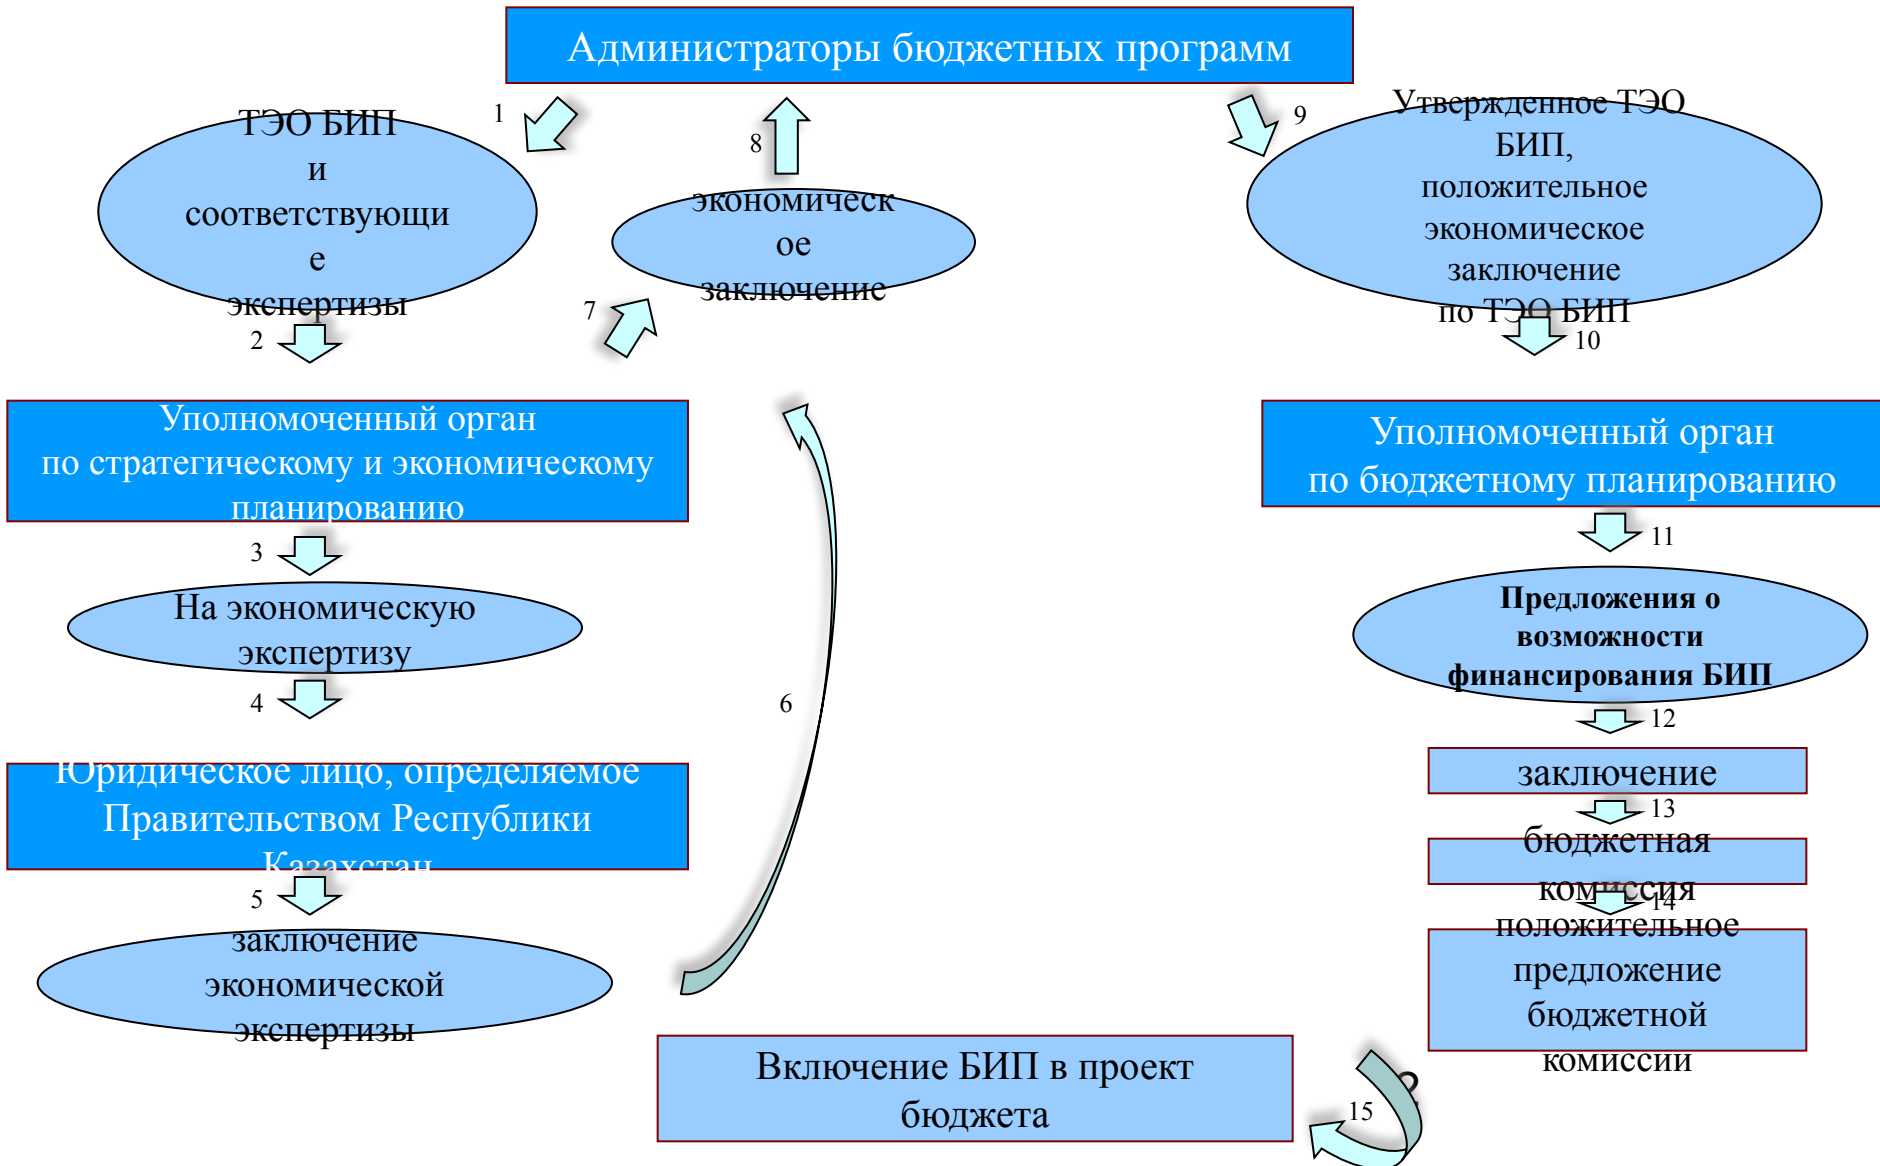 Администраторы бюджетных программ
1
ТЭО БИП
и
соответствующи
е
экспертизы
8
экономическ
ое
заключение
9
Утвержденное ТЭО
БИП,
положительное
экономическое
заключение
по ТЭО БИП
7
2
10
Уполномоченный орган
по стратегическому и экономическому
планированию
Уполномоченный орган
по бюджетному планированию
3
На экономическую
экспертизу
4
Юридическое лицо, определяемое
Правительством Республики
Казахстан
5
заключение
экономической
экспертизы
6
11
Предложения о
возможности
финансирования БИП
12
заключение
13
бюджетная
комиссия
14
положительное
предложение
бюджетной
комиссии
Включение БИП в проект
бюджета
15